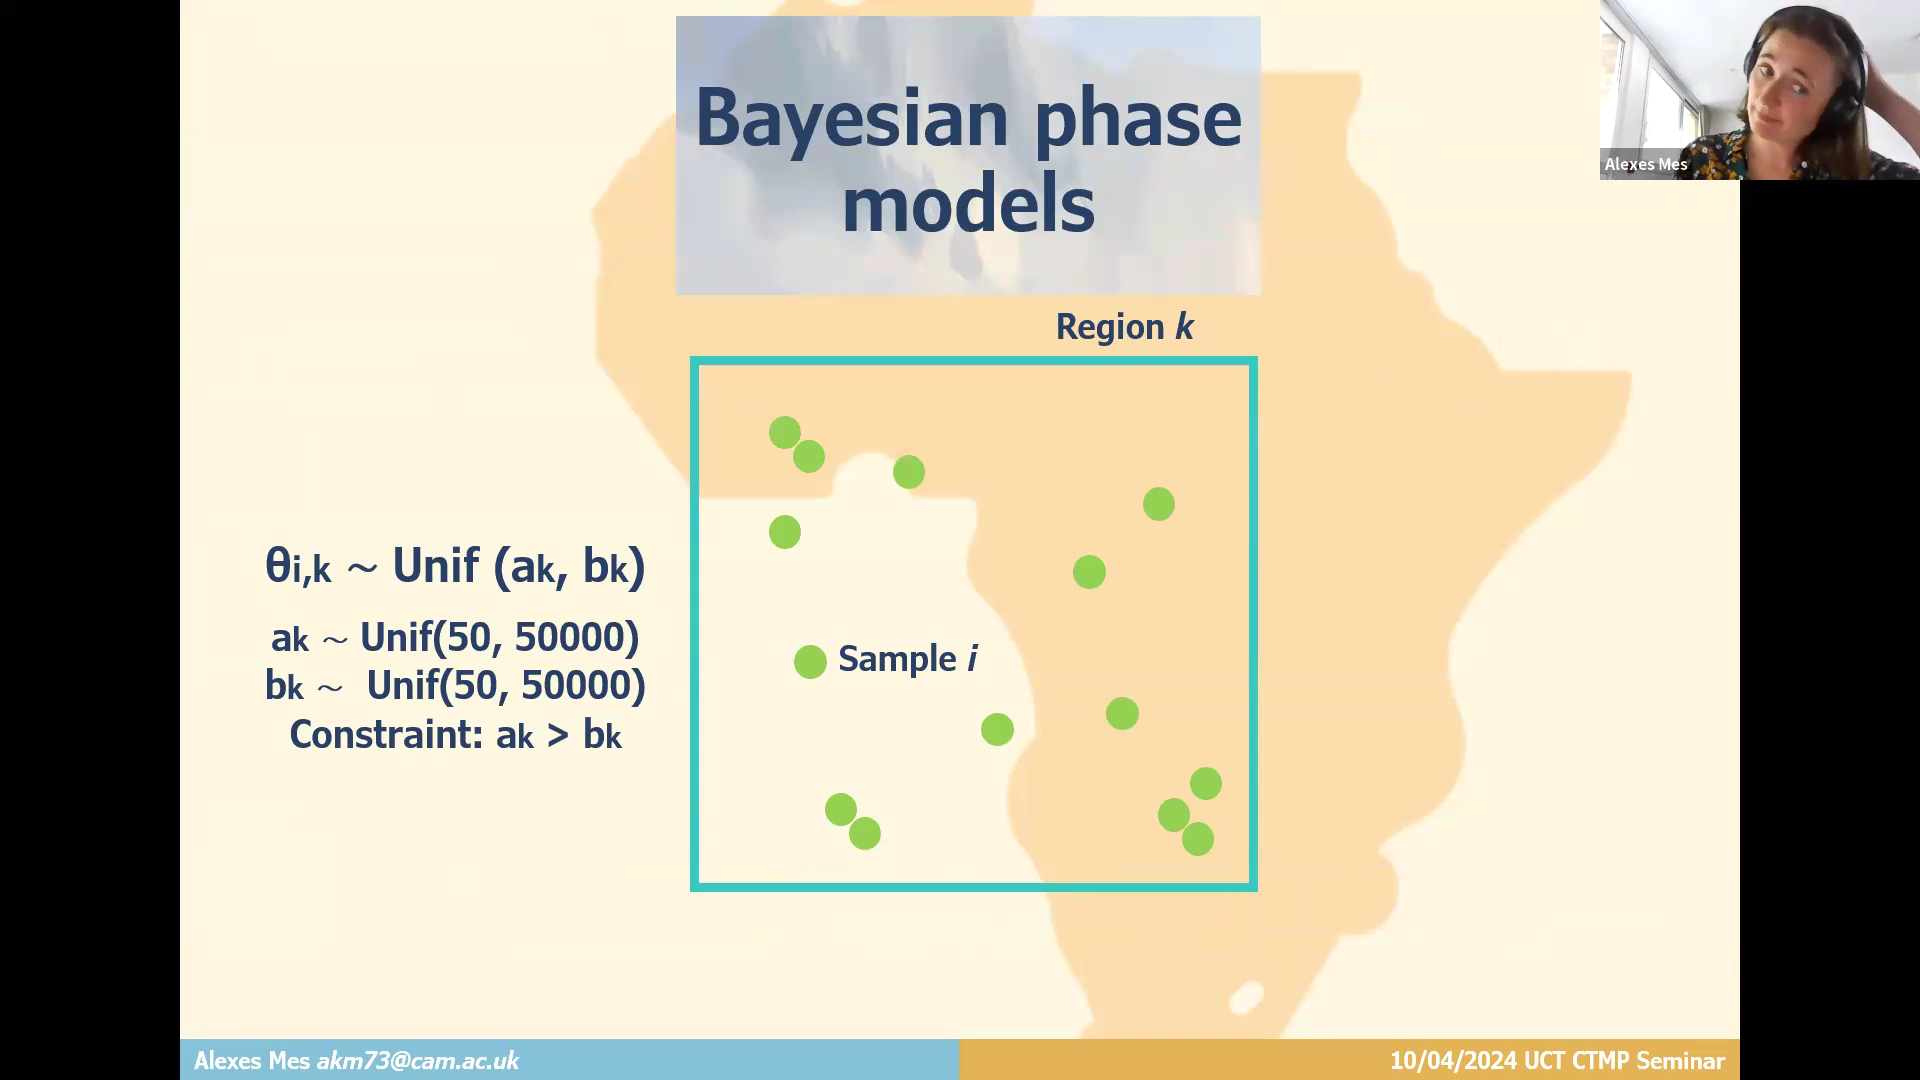 Bayesian phase
models
Alexes Mes
Region k
θi,k ~ Unif (ak, bk)
ak ~ Unif(50, 50000)
bk ~ Unif(50, 50000)
Constraint: ak > bk
Sample i
Alexes Mes akm73@cam.ac.uk
10/04/2024 UCT CTMP Seminar